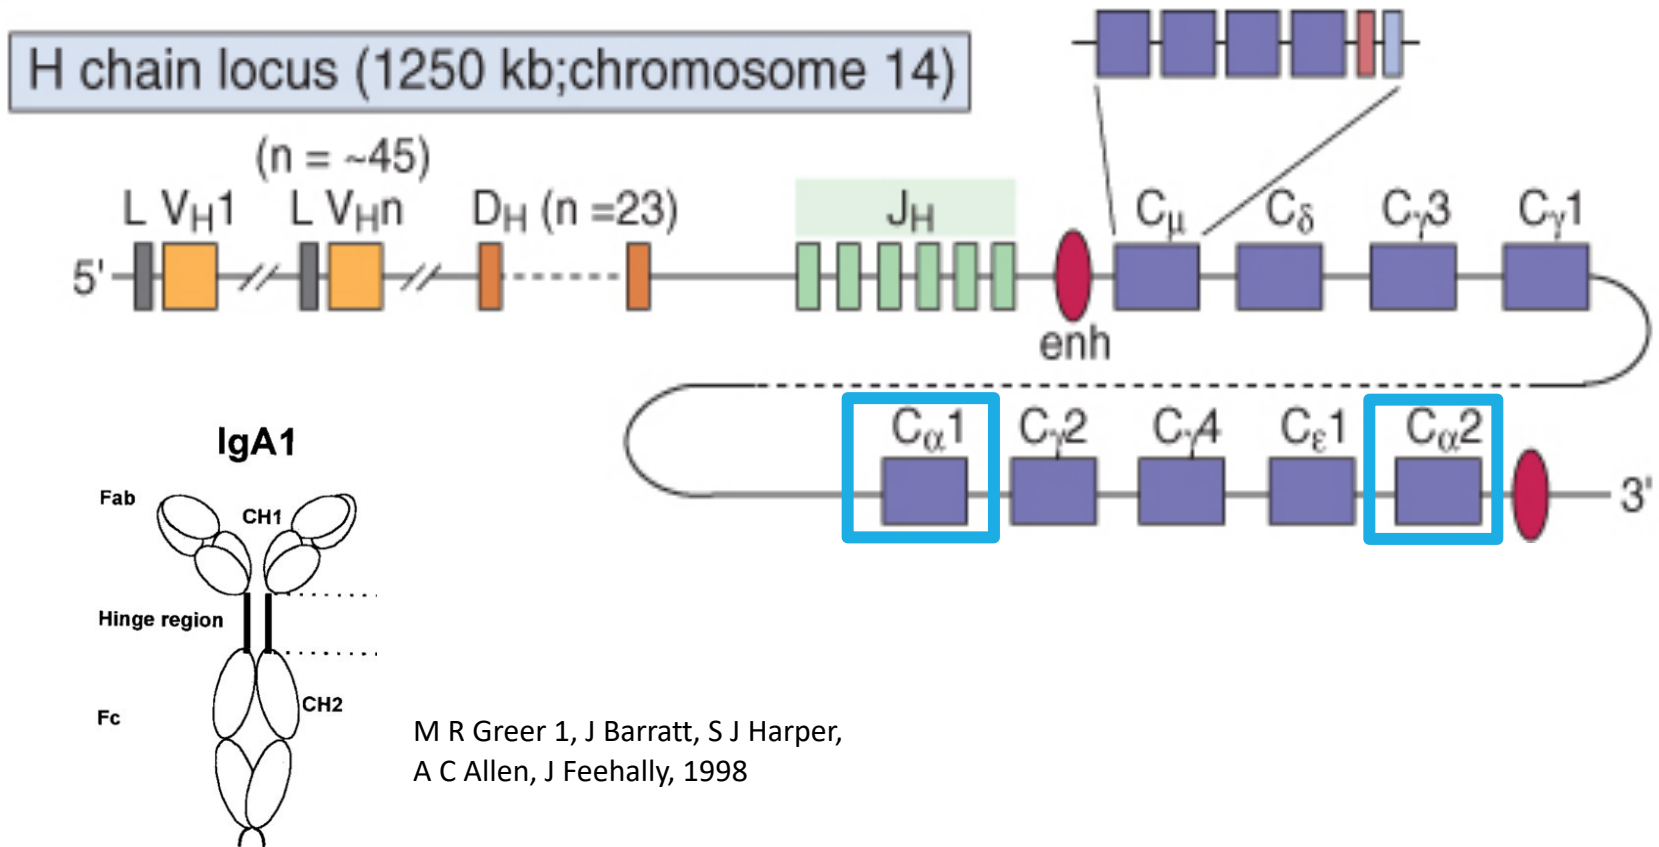 H chain locus (1250 kb;chromosome 14)
(n = ~45)
L VH1 L VHn DH (n =23) JH Cμ Cδ Cγ3 Cγ1
5'
enh
Cα1 Cγ2 Cγ4 Cε1 Cα2
3'
IgA1
Fab
CH1
Hinge region
CH2
Fc
M R Greer 1, J Barratt, S J Harper,
A C Allen, J Feehally, 1998